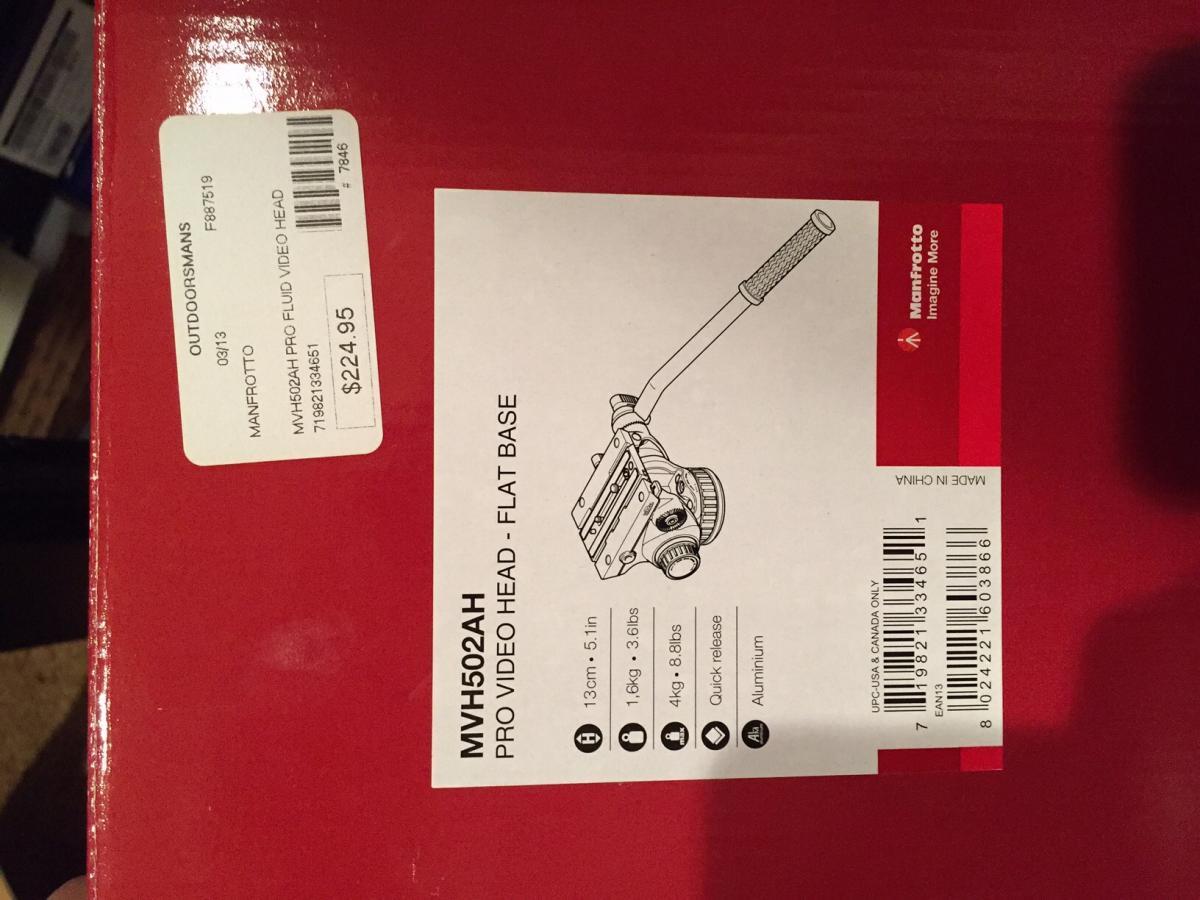 OUTDOORSMANS
03/13 F887519
MANFROTTO
MVH502AH PRO FLUID VIDEO HEAD
719821334651
# 7846
$224.95
MVH502AH
PRO VIDEO HEAD - FLAT BASE
H 13cm • 5.1in
1,6kg • 3.6lbs
max 4kg • 8.8lbs
Quick release
Alu Aluminium
UPC-USA & CANADA ONLY
7 19821 33465 1
EAN13
8 024221 603866
MADE IN CHINA
Manfrotto
Imagine More